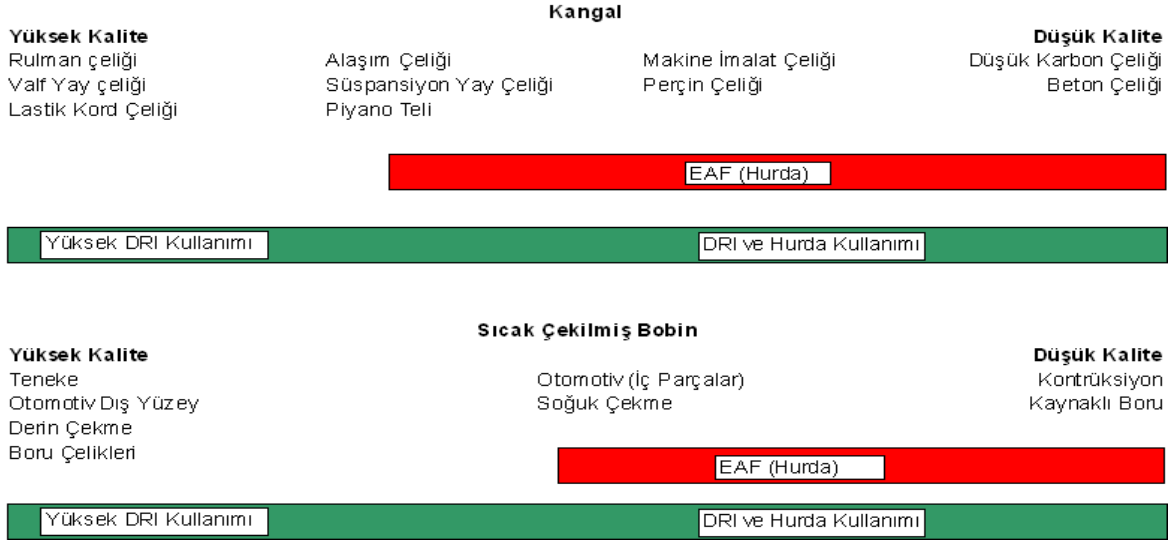 Kangal
Yüksek Kalite Düşük Kalite
Rulman çeliği Alaşım Çeliği Makine İmalat Çeliği Düşük Karbon Çeliği
Valf Yay çeliği Süspansiyon Yay Çeliği Perçin Çeliği Beton Çeliği
Lastik Kord Çeliği Piyano Teli
EAF (Hurda)
Yüksek DRI Kullanımı DRI ve Hurda Kullanımı
Sıcak Çekilmiş Bobin
Yüksek Kalite Düşük Kalite
Teneke Otomotiv (İç Parçalar) Kontrüksiyon
Otomotiv Dış Yüzey Soğuk Çekme Kaynaklı Boru
Derin Çekme
Boru Çelikleri
EAF (Hurda)
Yüksek DRI Kullanımı DRI ve Hurda Kullanımı